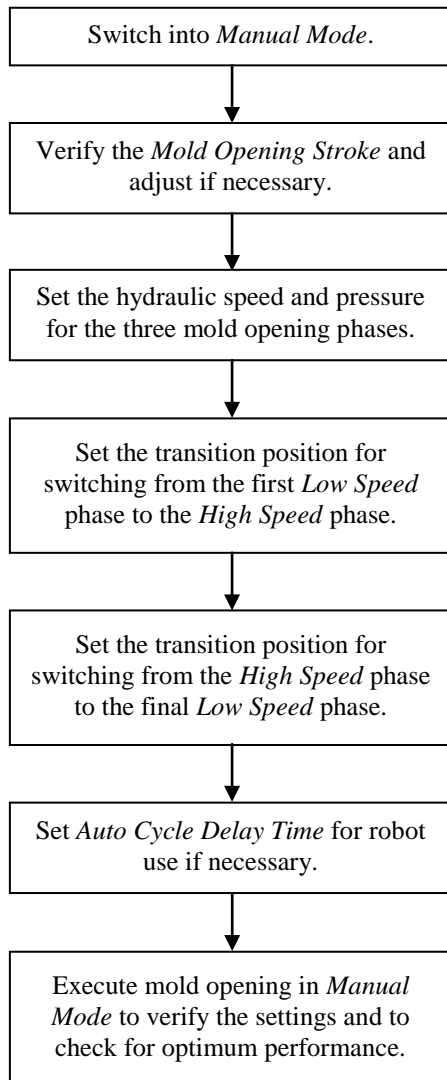 Switch into Manual Mode.
Verify the Mold Opening Stroke and
adjust if necessary.
Set the hydraulic speed and pressure
for the three mold opening phases.
Set the transition position for
switching from the first Low Speed
phase to the High Speed phase.
Set the transition position for
switching from the High Speed phase
to the final Low Speed phase.
Set Auto Cycle Delay Time for robot
use if necessary.
Execute mold opening in Manual
Mode to verify the settings and to
check for optimum performance.